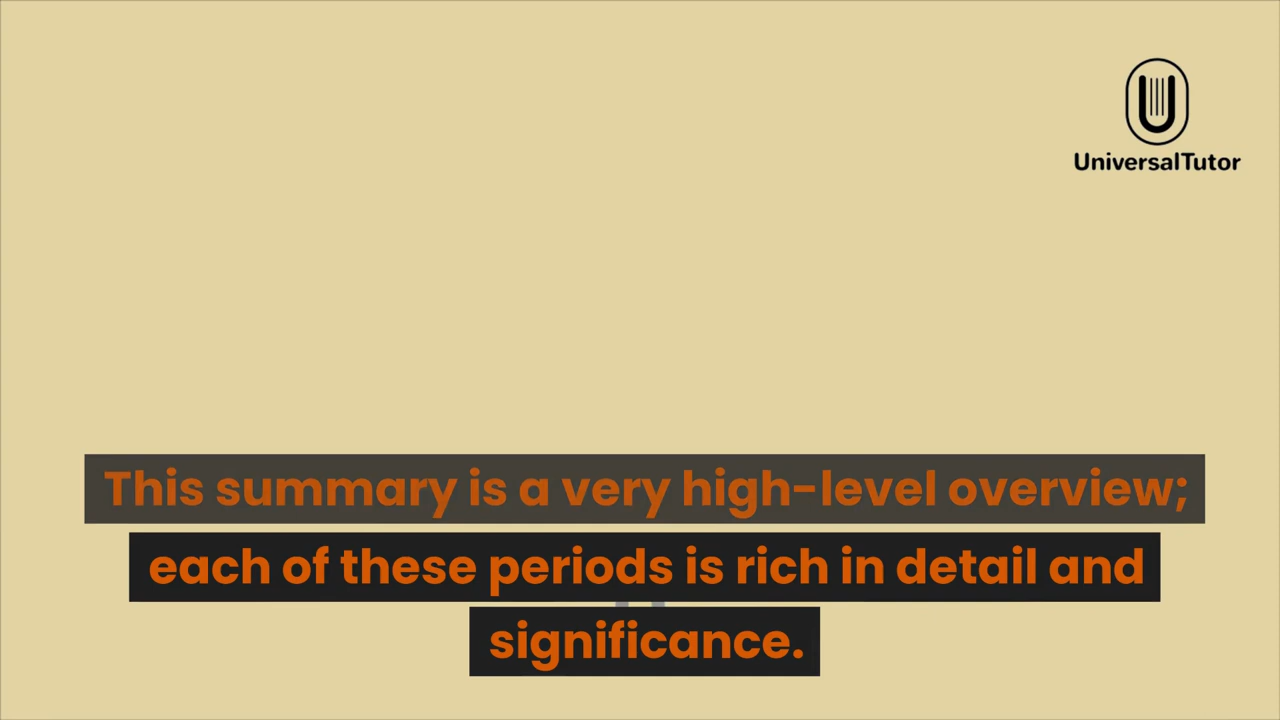 UniversalTutor
This summary is a very high-level overview;
each of these periods is rich in detail and
significance.